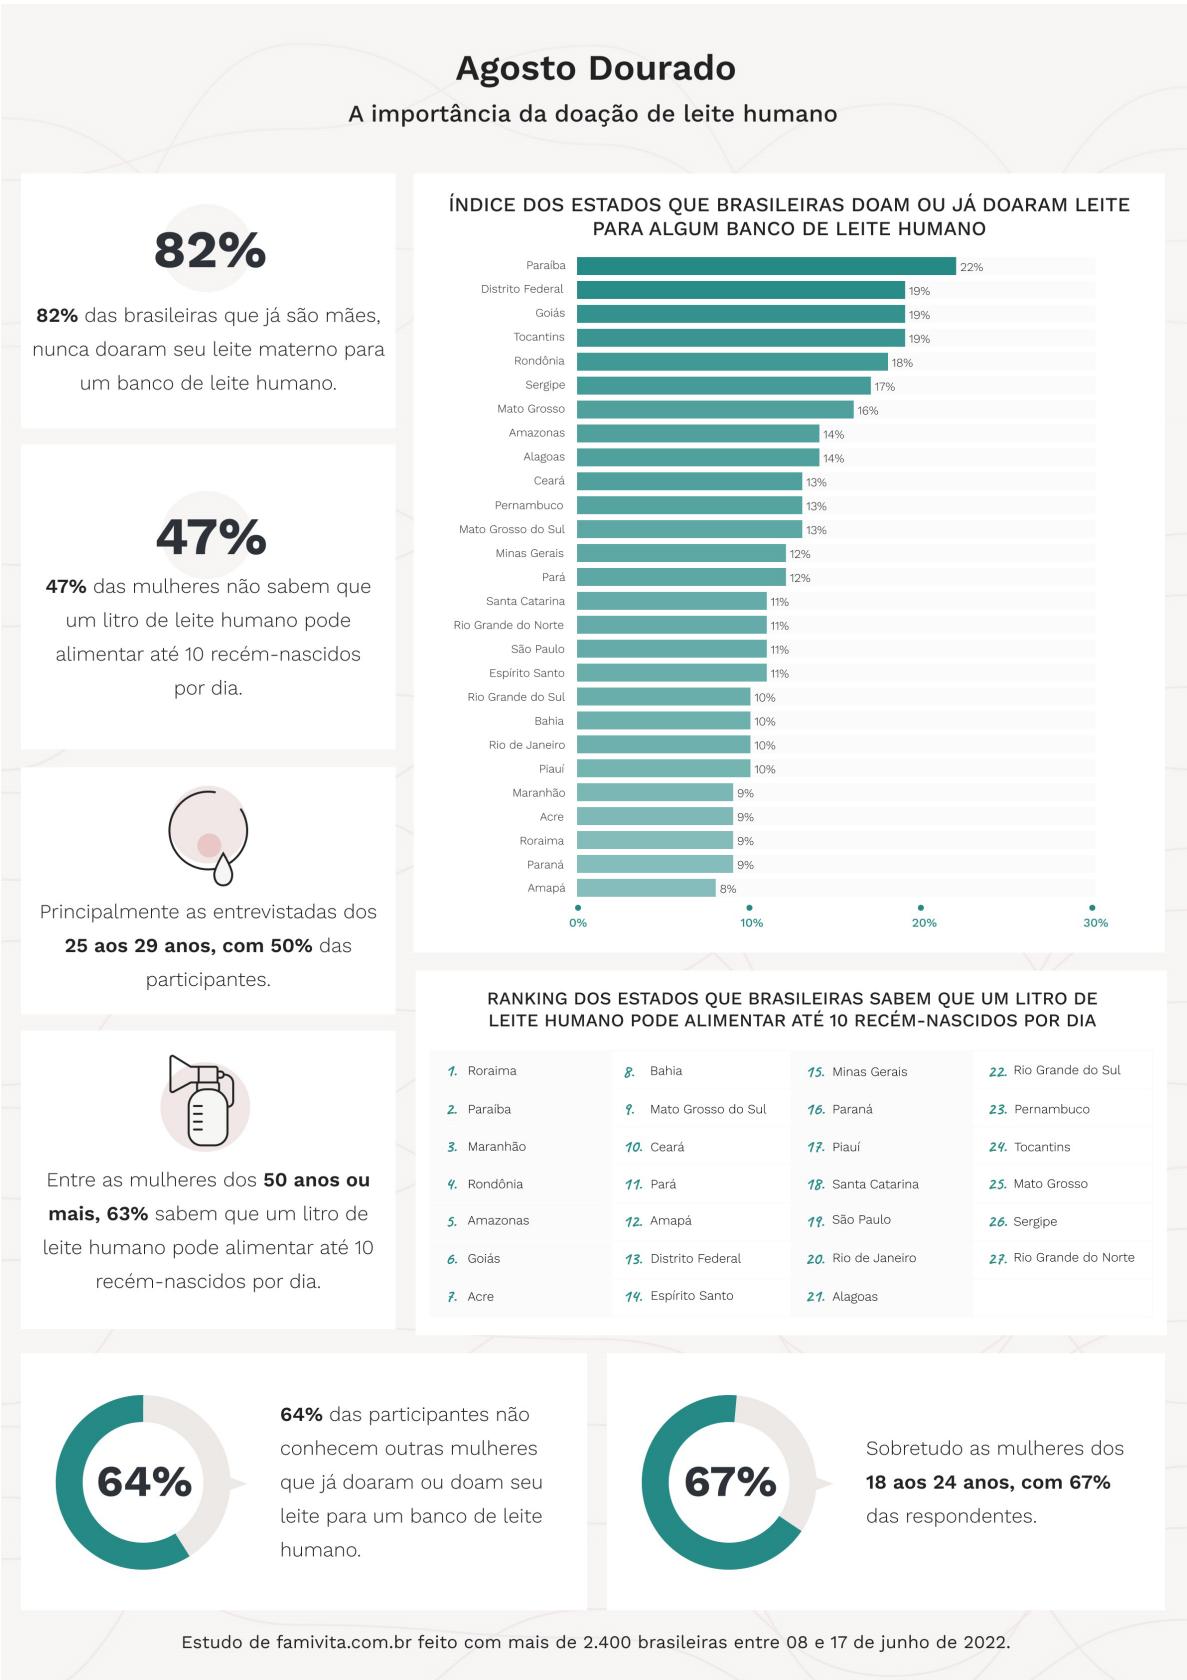 Agosto Dourado
A importância da doação de leite humano
82%
82% das brasileiras que já são mães,
nunca doaram seu leite materno para
um banco de leite humano.
47%
47% das mulheres não sabem que
um litro de leite humano pode
alimentar até 10 recém-nascidos
por dia.
Principalmente as entrevistadas dos
25 aos 29 anos, com 50% das
participantes.
Entre as mulheres dos 50 anos ou
mais, 63% sabem que um litro de
leite humano pode alimentar até 10
recém-nascidos por dia.
ÍNDICE DOS ESTADOS QUE BRASILEIRAS DOAM OU JÁ DOARAM LEITE
PARA ALGUM BANCO DE LEITE HUMANO
Paraíba 22%
Distrito Federal 19%
Goiás 19%
Tocantins 19%
Rondônia 18%
Sergipe 17%
Mato Grosso 16%
Amazonas 14%
Alagoas 14%
Ceará 13%
Pernambuco 13%
Mato Grosso do Sul 13%
Minas Gerais 12%
Pará 12%
Santa Catarina 11%
Rio Grande do Norte 11%
São Paulo 11%
Espírito Santo 11%
Rio Grande do Sul 10%
Bahia 10%
Rio de Janeiro 10%
Piauí 10%
Maranhão 9%
Acre 9%
Roraima 9%
Paraná 9%
Amapá 8%
0% 10% 20% 30%
RANKING DOS ESTADOS QUE BRASILEIRAS SABEM QUE UM LITRO DE
LEITE HUMANO PODE ALIMENTAR ATÉ 10 RECÉM-NASCIDOS POR DIA
1. Roraima
2. Paraíba
3. Maranhão
4. Rondônia
5. Amazonas
6. Goiás
7. Acre
8. Bahia
9. Mato Grosso do Sul
10. Ceará
11. Pará
12. Amapá
13. Distrito Federal
14. Espírito Santo
15. Minas Gerais
16. Paraná
17. Piauí
18. Santa Catarina
19. São Paulo
20. Rio de Janeiro
21. Alagoas
22. Rio Grande do Sul
23. Pernambuco
24. Tocantins
25. Mato Grosso
26. Sergipe
27. Rio Grande do Norte
64%
64% das participantes não
conhecem outras mulheres
que já doaram ou doam seu
leite para um banco de leite
humano.
67%
Sobretudo as mulheres dos
18 aos 24 anos, com 67%
das respondentes.
Estudo de famivita.com.br feito com mais de 2.400 brasileiras entre 08 e 17 de junho de 2022.